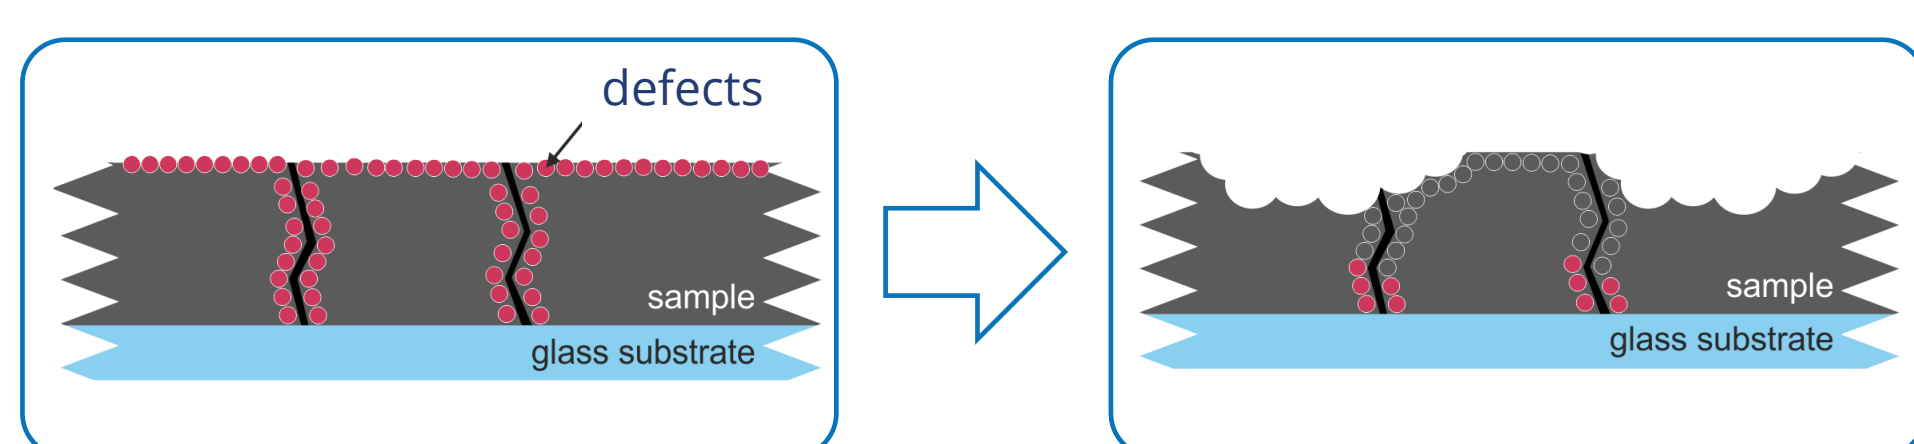 defects
sample
glass substrate
sample
glass substrate